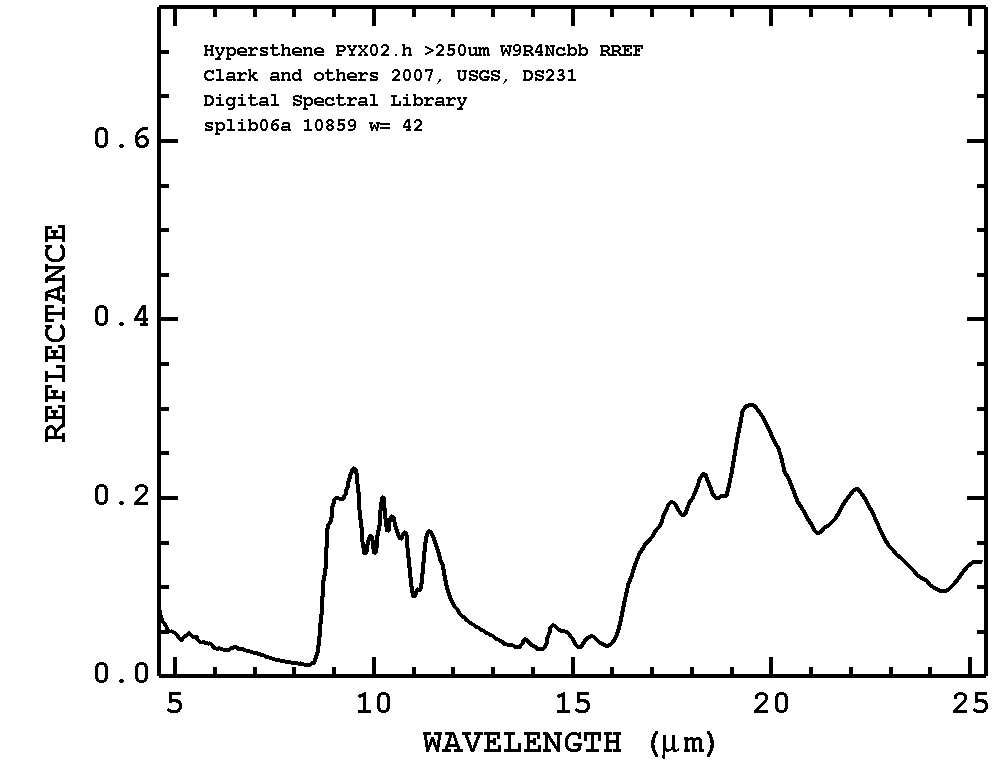 Hypersthene PYX02.h >250um W9R4Ncbb RREF
Clark and others 2007, USGS, DS231
Digital Spectral Library
splib06a 10859 w= 42
0.6
0.4
0.2
0.0
REFLECTANCE
5 10 15 20 25
WAVELENGTH (μm)